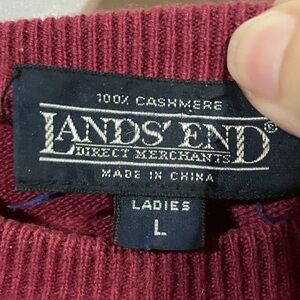 100% CASHMERE
LANDS' END®
DIRECT MERCHANTS
MADE IN CHINA
LADIES
L